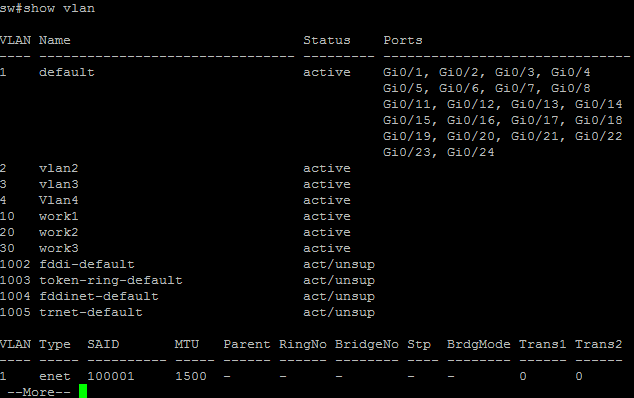 sw#show vlan
VLAN Name                             Status    Ports
---- -------------------------------- --------- -------------------------------
1    default                          active    Gi0/1, Gi0/2, Gi0/3, Gi0/4
                                                Gi0/5, Gi0/6, Gi0/7, Gi0/8
                                                Gi0/11, Gi0/12, Gi0/13, Gi0/14
                                                Gi0/15, Gi0/16, Gi0/17, Gi0/18
                                                Gi0/19, Gi0/20, Gi0/21, Gi0/22
                                                Gi0/23, Gi0/24
2    vlan2                            active
3    vlan3                            active
4    Vlan4                            active
10   work1                            active
20   work2                            active
30   work3                            active
1002 fddi-default                     act/unsup
1003 token-ring-default               act/unsup
1004 fddinet-default                  act/unsup
1005 trnet-default                    act/unsup
VLAN Type  SAID       MTU   Parent RingNo BridgeNo Stp  BrdgMode Trans1 Trans2
---- ----- ---------- ----- ------ ------ -------- ---- -------- ------ ------
1    enet  100001     1500  -      -      -        -    -        0      0
 --More--